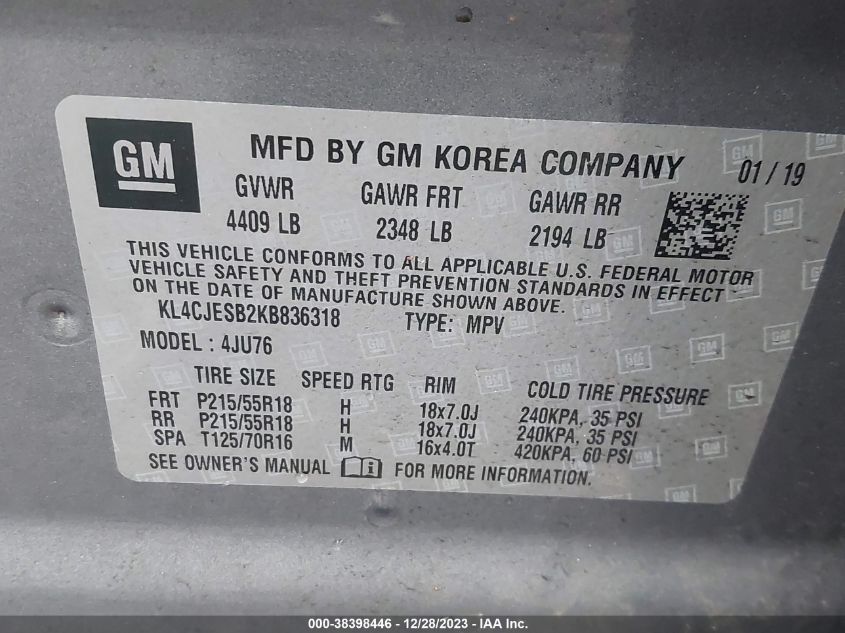 GM
MFD BY GM KOREA COMPANY 01 / 19
GVWR GAWR FRT GAWR RR
4409 LB 2348 LB 2194 LB
THIS VEHICLE CONFORMS TO ALL APPLICABLE U.S. FEDERAL MOTOR
VEHICLE SAFETY AND THEFT PREVENTION STANDARDS IN EFFECT
ON THE DATE OF MANUFACTURE SHOWN ABOVE.
KL4CJESB2KB836318 TYPE: MPV
MODEL : 4JU76
TIRE SIZE SPEED RTG RIM COLD TIRE PRESSURE
FRT P215/55R18 H 18x7.0J 240KPA, 35 PSI
RR P215/55R18 H 18x7.0J 240KPA, 35 PSI
SPA T125/70R16 M 16x4.0T 420KPA, 60 PSI
SEE OWNER'S MANUAL FOR MORE INFORMATION.
000-38398446 - 12/28/2023 - IAA Inc.